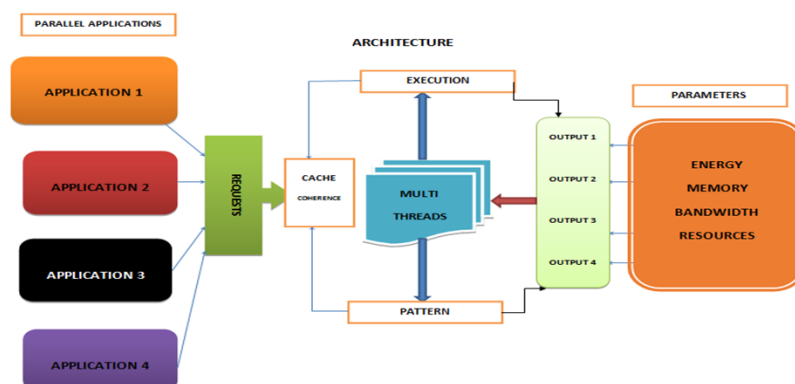 PARALLEL APPLICATIONS
ARCHITECTURE
APPLICATION 1
APPLICATION 2
APPLICATION 3
APPLICATION 4
REQUESTS
CACHE
COHERENCE
EXECUTION
MULTI
THREADS
PATTERN
OUTPUT 1
OUTPUT 2
OUTPUT 3
OUTPUT 4
PARAMETERS
ENERGY
MEMORY
BANDWIDTH
RESOURCES